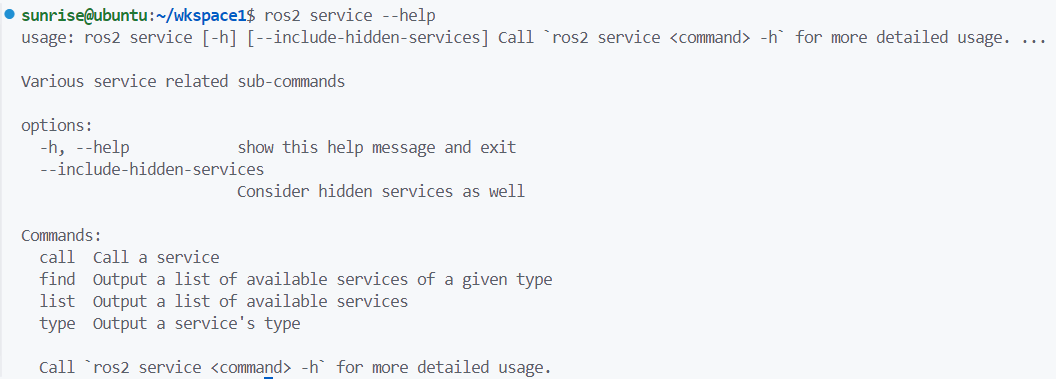 sunrise@ubuntu:~/wkspace1$ ros2 service --help
usage: ros2 service [-h] [--include-hidden-services] Call `ros2 service <command> -h` for more detailed usage. ...

Various service related sub-commands

options:
  -h, --help            show this help message and exit
  --include-hidden-services
                        Consider hidden services as well

Commands:
  call  Call a service
  find  Output a list of available services of a given type
  list  Output a list of available services
  type  Output a service's type

  Call `ros2 service <command> -h` for more detailed usage.